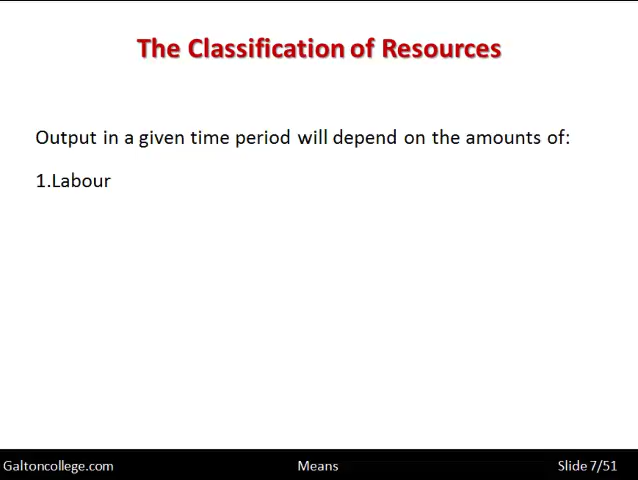 The Classification of Resources
Output in a given time period will depend on the amounts of:
1.Labour
Galtoncollege.com
Means
Slide 7/51